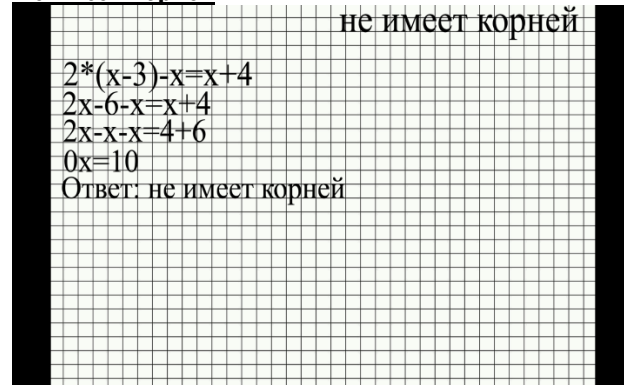 не имеет корней
2*(x-3)-x=x+4
2x-6-x=x+4
2x-x-x=4+6
0x=10
Ответ: не имеет корней